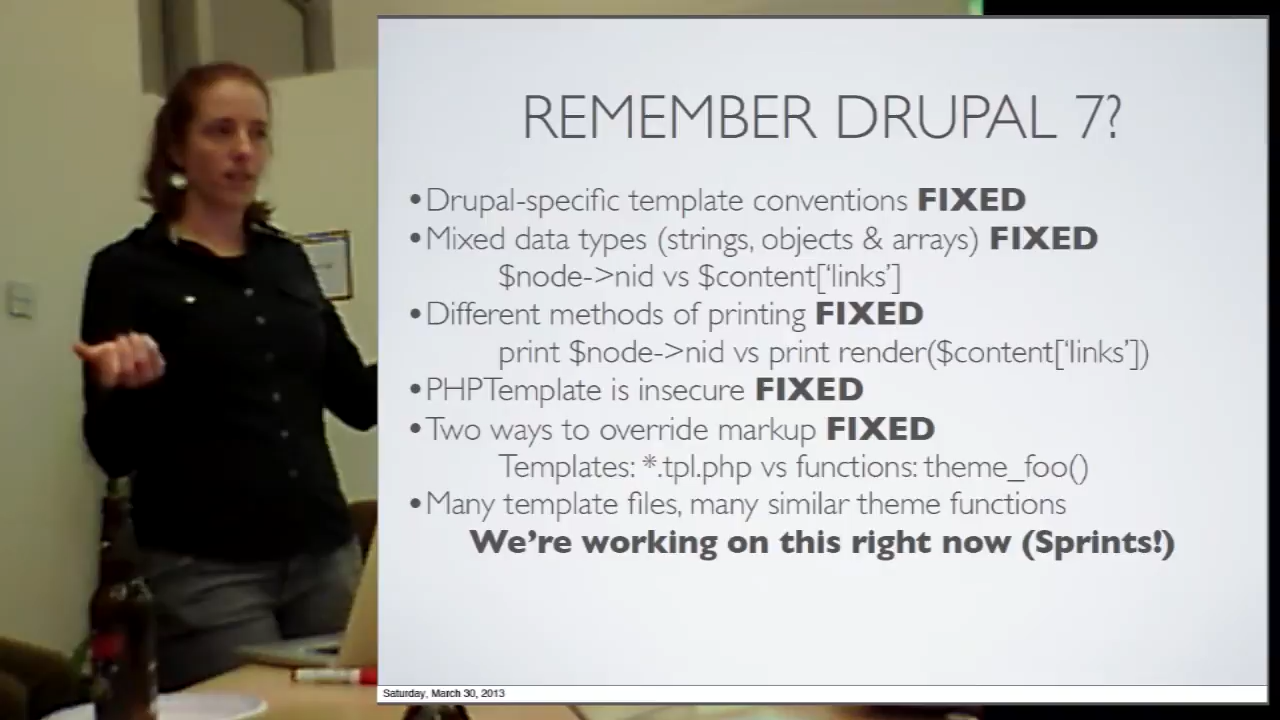 REMEMBER DRUPAL 7?
•Drupal-specific template conventions FIXED
•Mixed data types (strings, objects & arrays) FIXED
$node->nid vs $content[‘links’]
•Different methods of printing FIXED
print $node->nid vs print render($content[‘links’])
•PHPTemplate is insecure FIXED
•Two ways to override markup FIXED
Templates: *.tpl.php vs functions: theme_foo()
•Many template files, many similar theme functions
We’re working on this right now (Sprints!)
Saturday, March 30, 2013